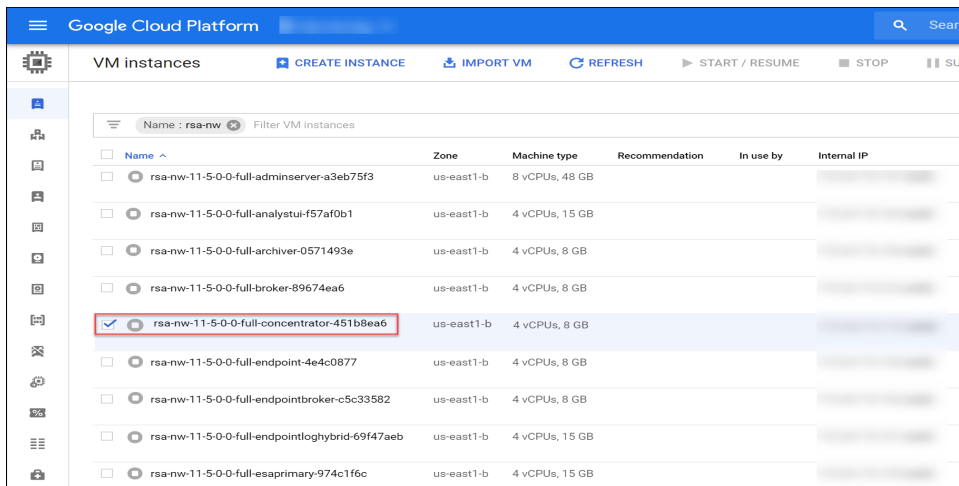 Google Cloud Platform
Sear
VM instances CREATE INSTANCE IMPORT VM REFRESH START / RESUME STOP SU
Name : rsa-nw Filter VM instances
Name Zone Machine type Recommendation In use by Internal IP
rsa-nw-11-5-0-0-full-adminserver-a3eb75f3 us-east1-b 8 vCPUs, 48 GB
rsa-nw-11-5-0-0-full-analystui-f57af0b1 us-east1-b 4 vCPUs, 15 GB
rsa-nw-11-5-0-0-full-archiver-0571493e us-east1-b 4 vCPUs, 8 GB
rsa-nw-11-5-0-0-full-broker-89674ea6 us-east1-b 4 vCPUs, 8 GB
rsa-nw-11-5-0-0-full-concentrator-451b8ea6 us-east1-b 4 vCPUs, 8 GB
rsa-nw-11-5-0-0-full-endpoint-4e4c0877 us-east1-b 4 vCPUs, 8 GB
rsa-nw-11-5-0-0-full-endpointbroker-c5c33582 us-east1-b 4 vCPUs, 8 GB
rsa-nw-11-5-0-0-full-endpointloghybrid-69f47aeb us-east1-b 4 vCPUs, 15 GB
rsa-nw-11-5-0-0-full-esaprimary-974c1f6c us-east1-b 4 vCPUs, 15 GB